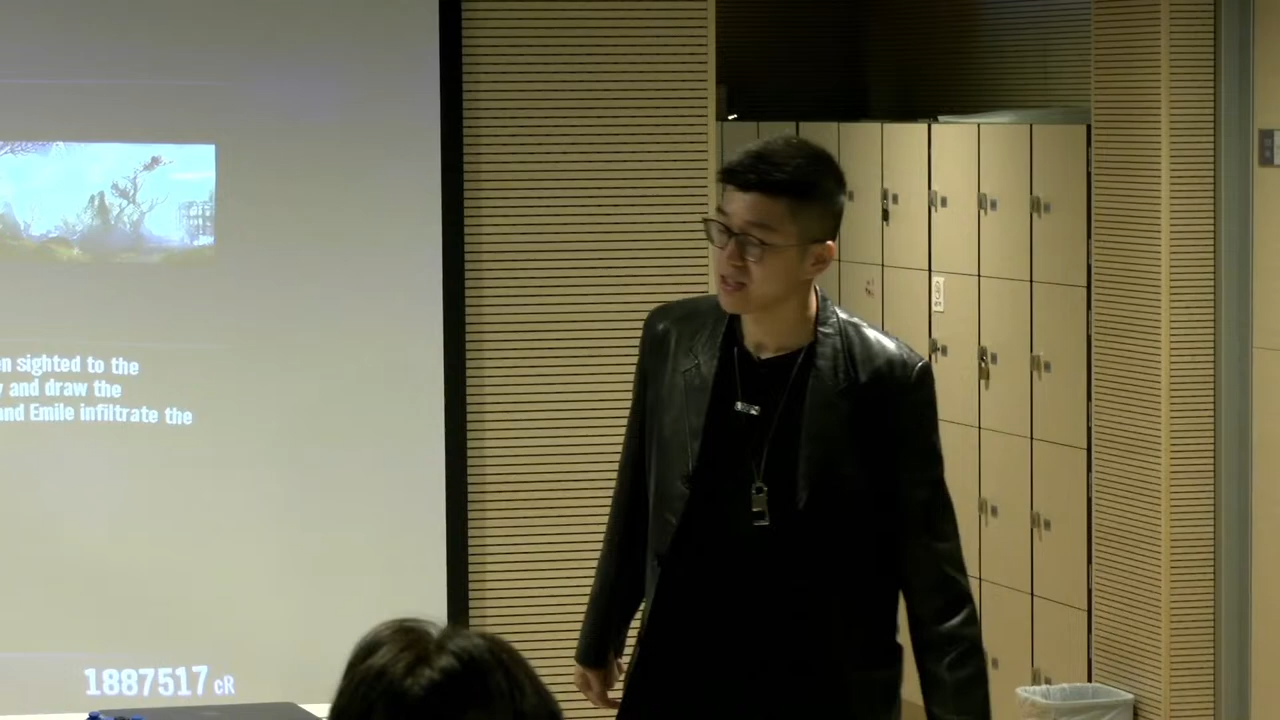 sighted to the
and draw the
and Emile infiltrate the
1887517 cR